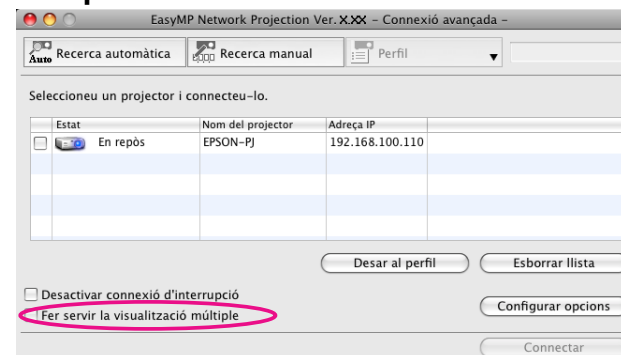 EasyMP Network Projection Ver. X.XX – Connexió avançada –
Auto Recerca automàtica Recerca manual Perfil
Seleccioneu un projector i connecteu-lo.
Estat Nom del projector Adreça IP
En repòs EPSON-PJ 192.168.100.110
Desar al perfil Esborrar llista
Desactivar connexió d'interrupció
Fer servir la visualització múltiple
Configurar opcions
Connectar